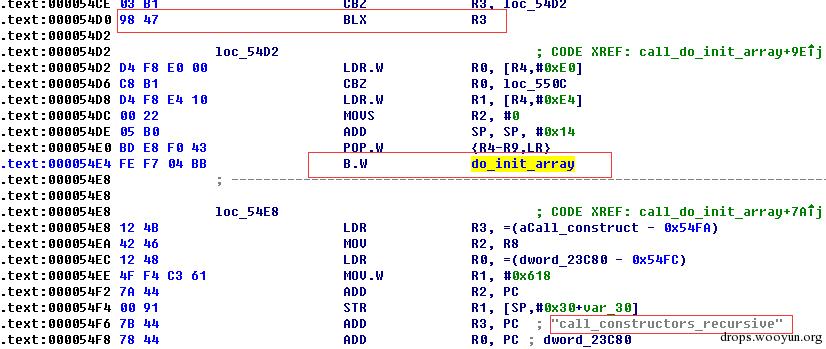 .text:000054CE 03 B1 CBZ R3, loc_54D2
.text:000054D0 98 47 BLX R3
.text:000054D2
.text:000054D2 loc_54D2 ; CODE XREF: call_do_init_array+9E↑j
.text:000054D2 D4 F8 E0 00 LDR.W R0, [R4,#0xE0]
.text:000054D6 C8 B1 CBZ R0, loc_550C
.text:000054D8 D4 F8 E4 10 LDR.W R1, [R4,#0xE4]
.text:000054DC 00 22 MOVS R2, #0
.text:000054DE 05 B0 ADD SP, SP, #0x14
.text:000054E0 BD E8 F0 43 POP.W {R4-R9,LR}
.text:000054E4 FE F7 04 BB B.W do_init_array
.text:000054E8 ; ---------------------------------------------------------------------------
.text:000054E8
.text:000054E8 loc_54E8 ; CODE XREF: call_do_init_array+7A↑j
.text:000054E8 12 4B LDR R3, =(aCall_construct - 0x54FA)
.text:000054EA 42 46 MOV R2, R8
.text:000054EC 12 48 LDR R0, =(dword_23C80 - 0x54FC)
.text:000054EE 4F F4 C3 61 MOV.W R1, #0x618
.text:000054F2 7A 44 ADD R2, PC
.text:000054F4 00 91 STR R1, [SP,#0x30+var_30]
.text:000054F6 7B 44 ADD R3, PC ; "call_constructors_recursive"
.text:000054F8 78 44 ADD R0, PC ; dword_23C80
drops.wooyun.org